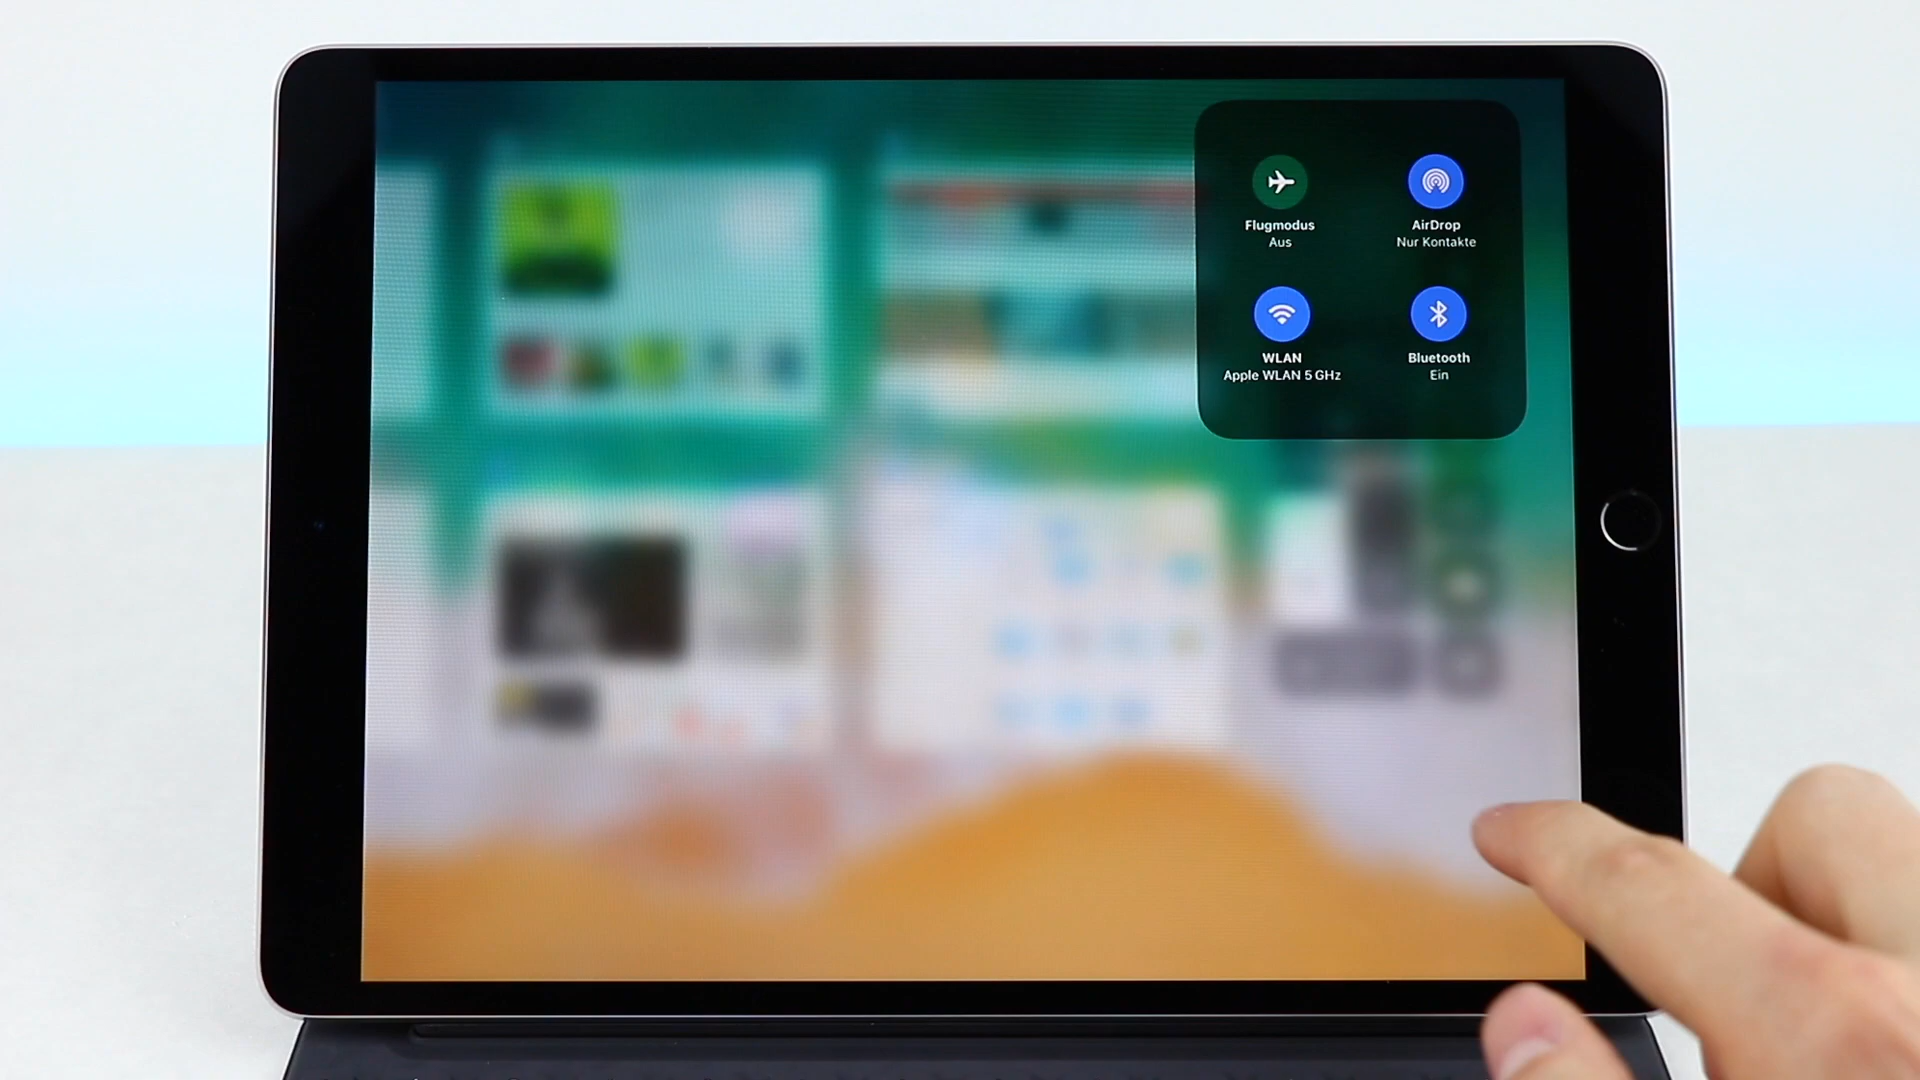 Flugmodus
Aus
AirDrop
Nur Kontakte
WLAN
Apple WLAN 5 GHz
Bluetooth
Ein